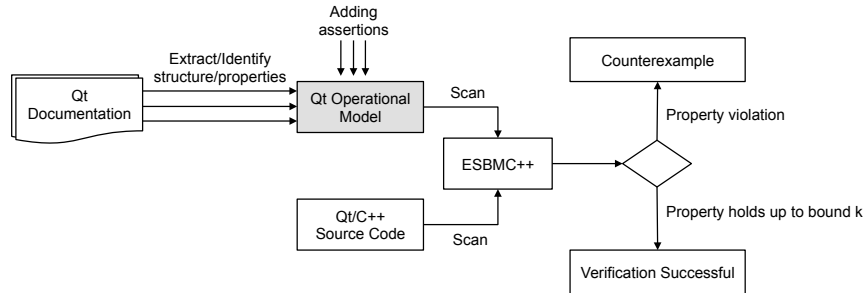 Adding
assertions
Extract/Identify
structure/properties
Qt
Documentation
Qt Operational
Model
Scan
Counterexample
Property violation
ESBMC++
Qt/C++
Source Code
Scan
Property holds up to bound k
Verification Successful